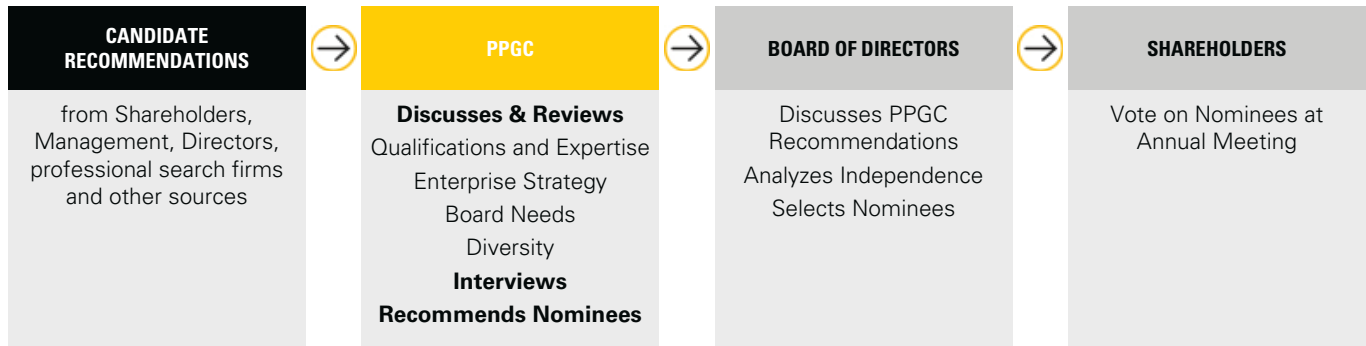 CANDIDATE
RECOMMENDATIONS
from Shareholders,
Management, Directors,
professional search firms
and other sources
PPGC
Discusses & Reviews
Qualifications and Expertise
Enterprise Strategy
Board Needs
Diversity
Interviews
Recommends Nominees
BOARD OF DIRECTORS
Discusses PPGC
Recommendations
Analyzes Independence
Selects Nominees
SHAREHOLDERS
Vote on Nominees at
Annual Meeting